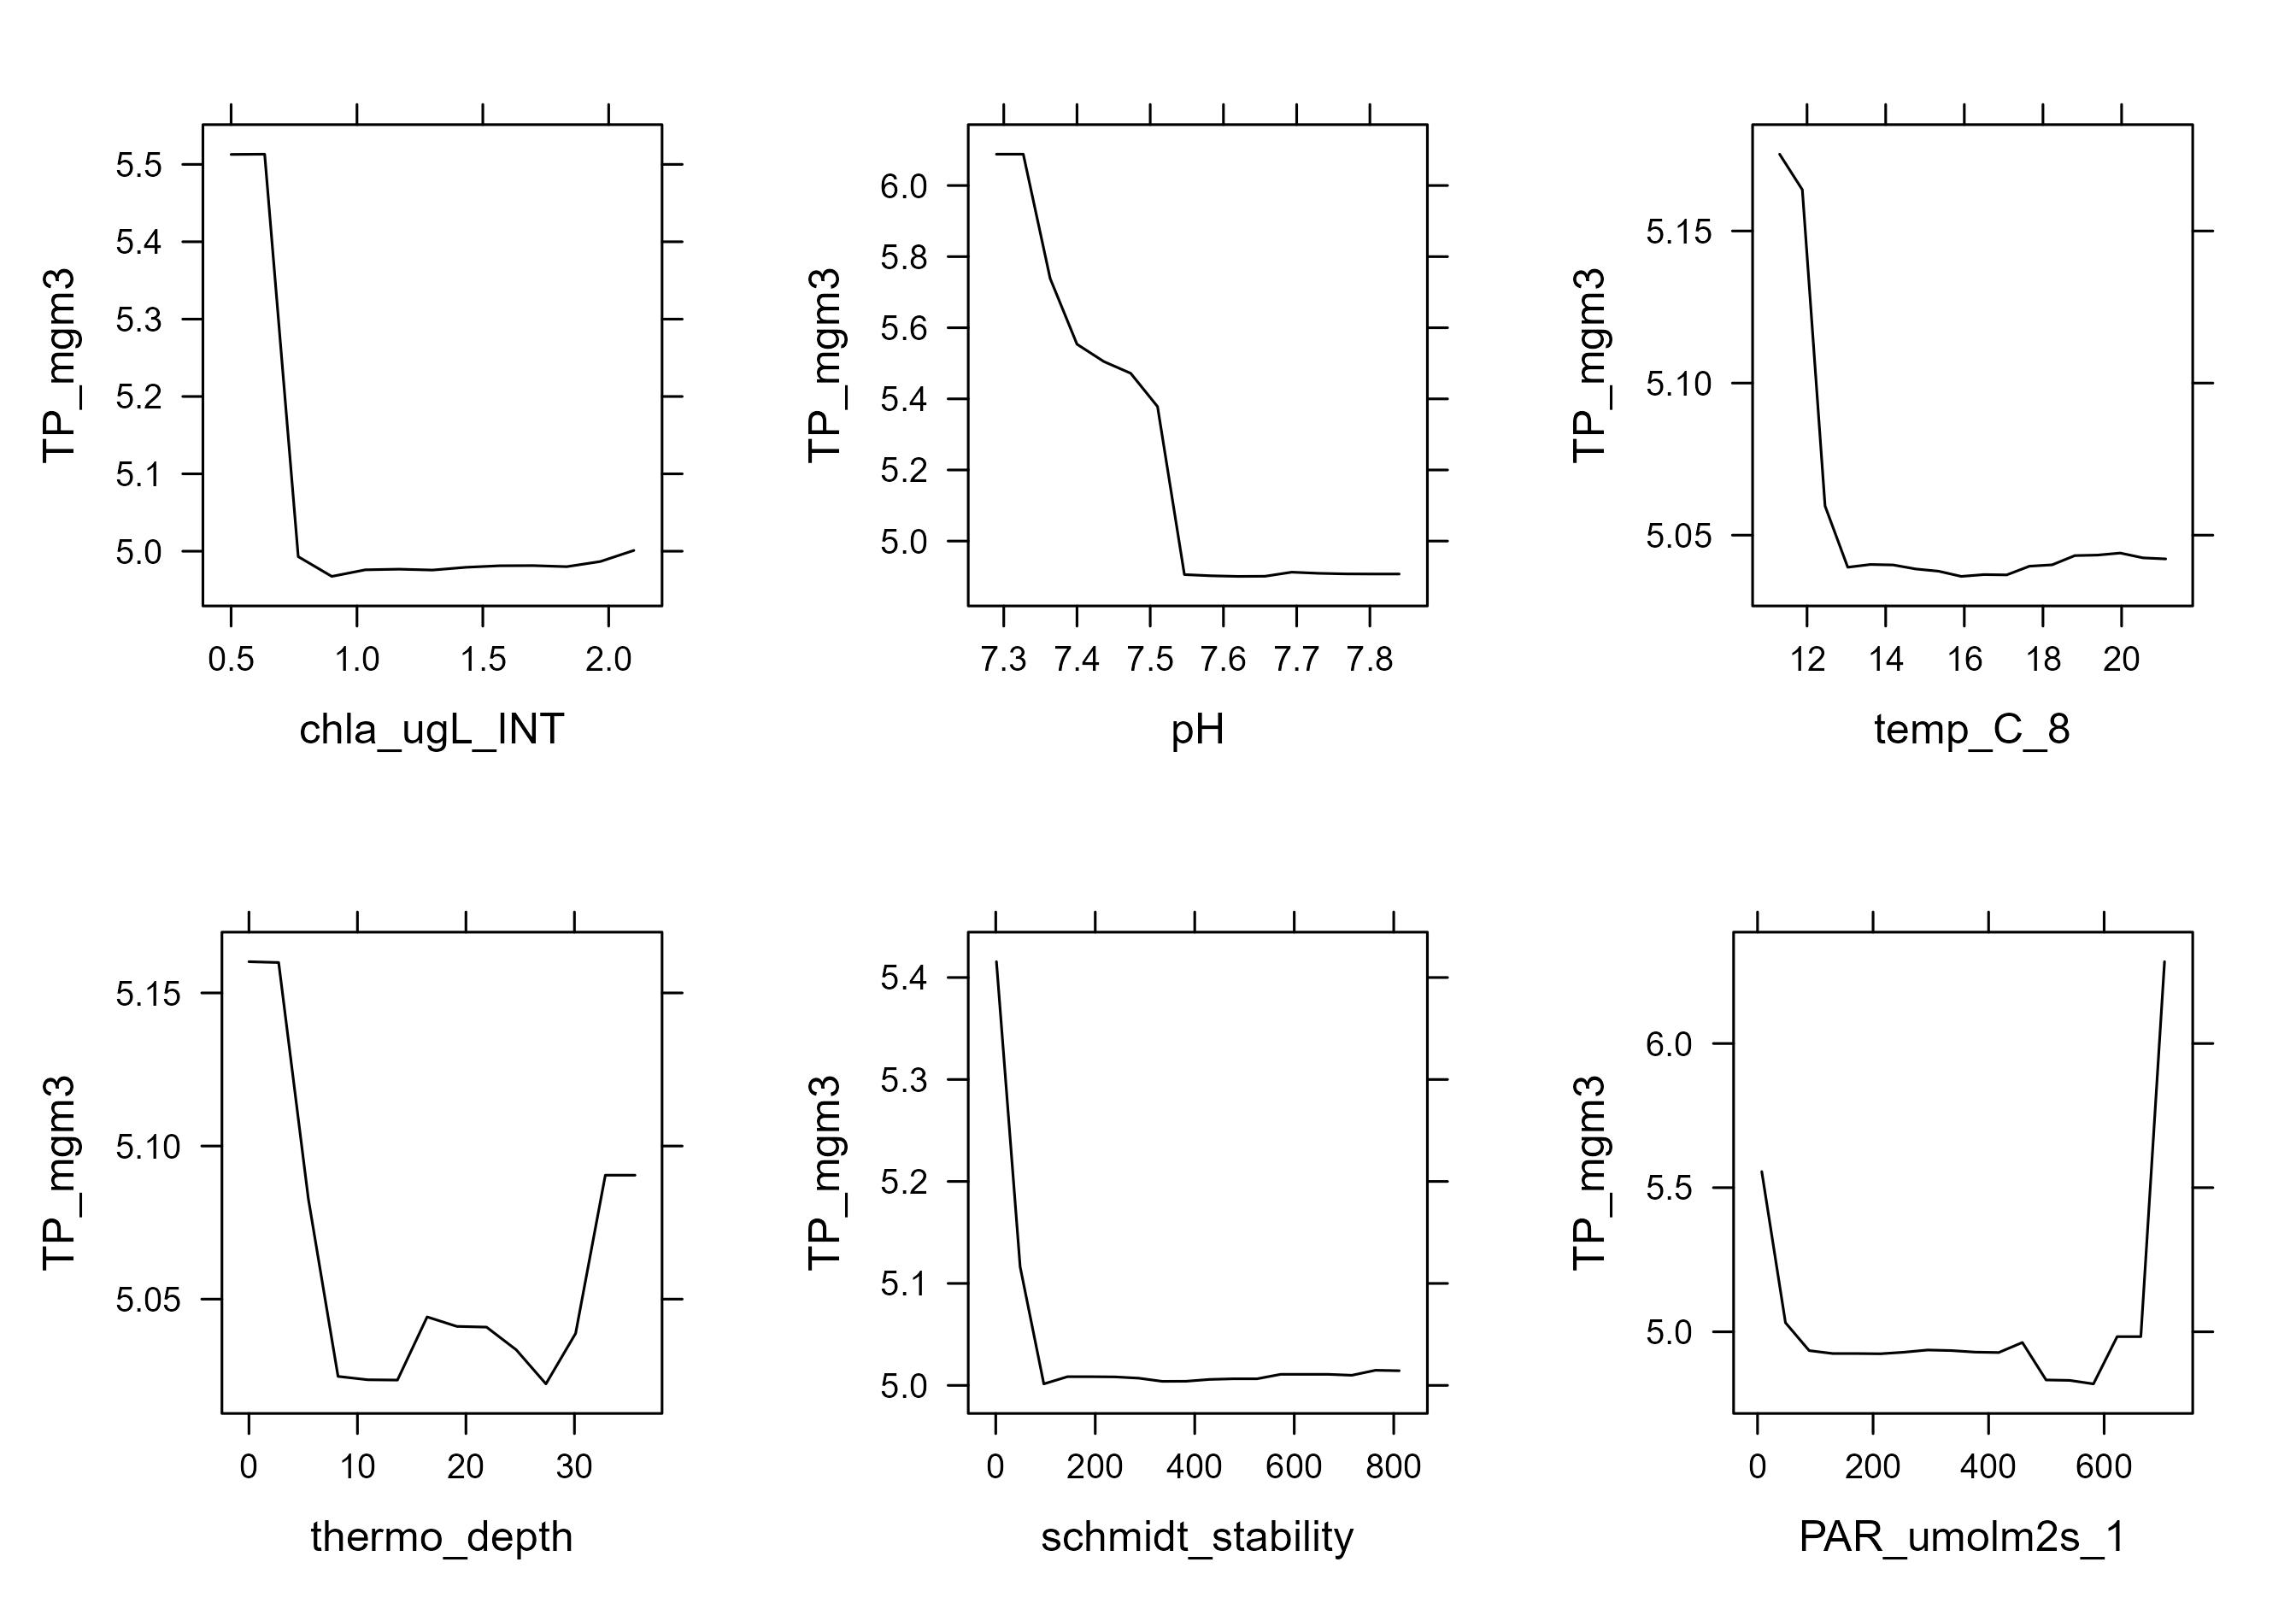 TP_mgm3
5.5
5.4
5.3
5.2
5.1
5.0
0.5 1.0 1.5 2.0
chla_ugL_INT
TP_mgm3
6.0
5.8
5.6
5.4
5.2
5.0
7.3 7.4 7.5 7.6 7.7 7.8
pH
TP_mgm3
5.15
5.10
5.05
12 14 16 18 20
temp_C_8
TP_mgm3
5.15
5.10
5.05
0 10 20 30
thermo_depth
TP_mgm3
5.4
5.3
5.2
5.1
5.0
0 200 400 600 800
schmidt_stability
TP_mgm3
6.0
5.5
5.0
0 200 400 600
PAR_umolm2s_1